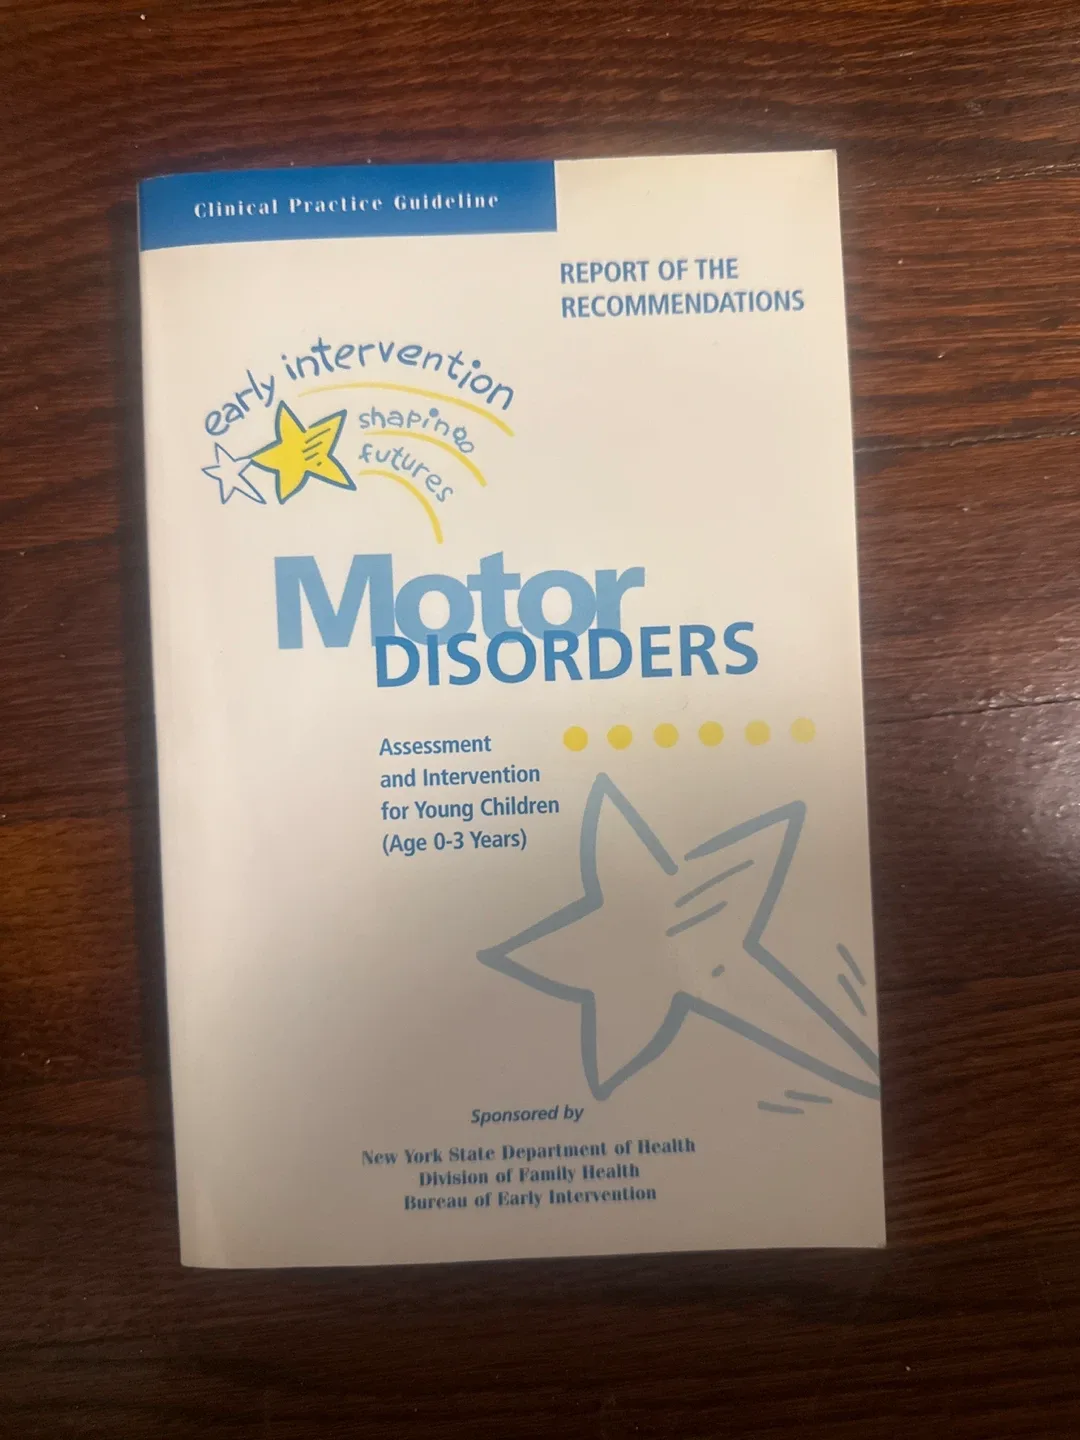 Clinical Practice Guideline
REPORT OF THE
RECOMMENDATIONS
early intervention
shaping
futures
Motor
DISORDERS
Assessment
and Intervention
for Young Children
(Age 0-3 Years)
Sponsored by
New York State Department of Health
Division of Family Health
Bureau of Early Intervention